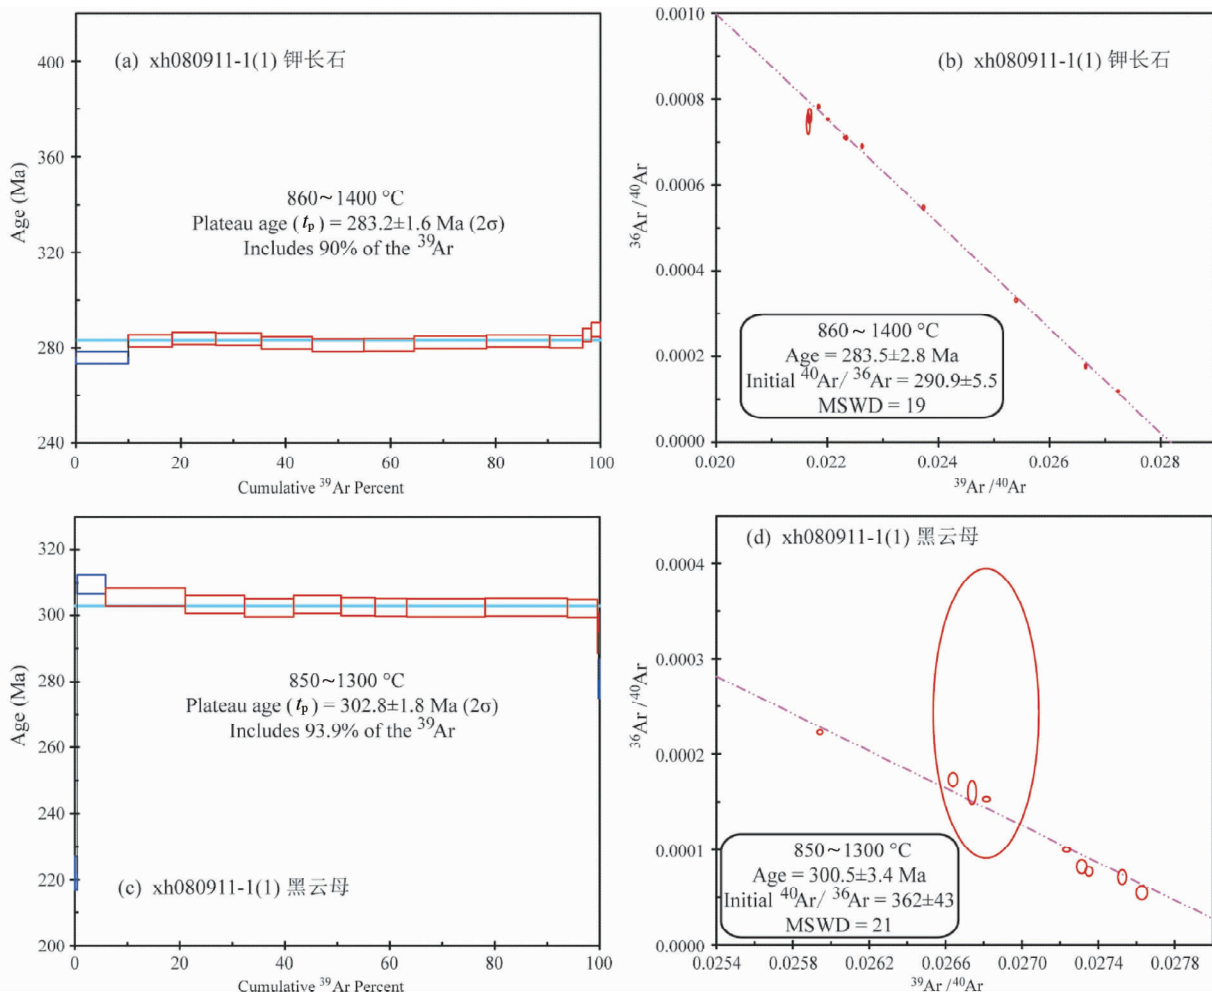 (a) xh080911-1(1) 钾长石
Age (Ma)
400
360
320
280
240
860~1400 °C
Plateau age (tp) = 283.2±1.6 Ma (2σ)
Includes 90% of the 39Ar
0 20 40 60 80 100
Cumulative 39Ar Percent
(b) xh080911-1(1) 钾长石
36Ar /40Ar
0.0010
0.0008
0.0006
0.0004
0.0002
0.0000
860~1400 °C
Age = 283.5±2.8 Ma
Initial 40Ar/ 36Ar = 290.9±5.5
MSWD = 19
0.020 0.022 0.024 0.026 0.028
39Ar /40Ar
Age (Ma)
320
300
280
260
240
220
200
850~1300 °C
Plateau age (tp) = 302.8±1.8 Ma (2σ)
Includes 93.9% of the 39Ar
(c) xh080911-1(1) 黑云母
0 20 40 60 80 100
Cumulative 39Ar Percent
(d) xh080911-1(1) 黑云母
36Ar /40Ar
0.0004
0.0003
0.0002
0.0001
0.0000
850~1300 °C
Age = 300.5±3.4 Ma
Initial 40Ar/ 36Ar = 362±43
MSWD = 21
0.0254 0.0258 0.0262 0.0266 0.0270 0.0274 0.0278
39Ar /40Ar